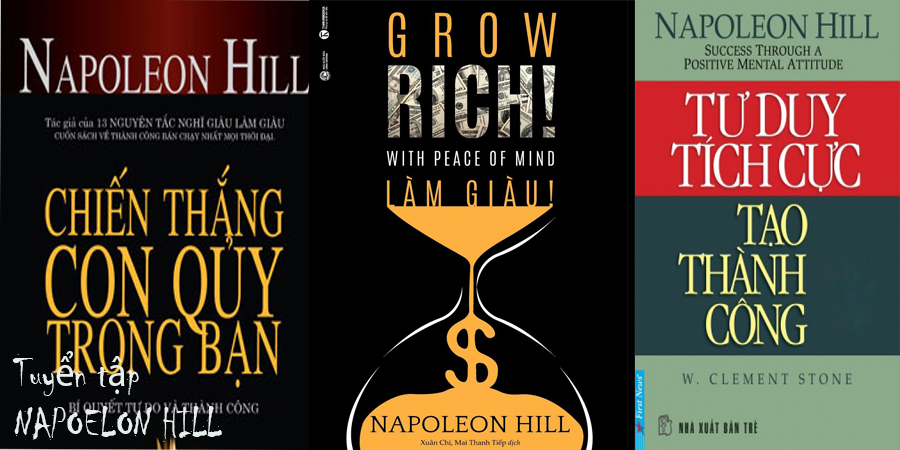 NAPOLEON HILL
Tác giả của 13 NGUYÊN TẮC NGHĨ GIÀU LÀM GIÀU
CUỐN SÁCH VỀ THÀNH CÔNG BÁN CHẠY NHẤT MỌI THỜI ĐẠI.
CHIẾN THẮNG
CON QUỶ
TRONG BẠN
BÍ QUYẾT TỰ DO VÀ THÀNH CÔNG
Tuyển tập
NAPOELON HILL
GROW
RICH!
WITH PEACE OF MIND
LÀM GIÀU!
$
NAPOLEON HILL
Xuân Chi, Mai Thanh Tiếp dịch
NAPOLEON HILL
SUCCESS THROUGH A
POSITIVE MENTAL ATTITUDE
TƯ DUY
TÍCH CỰC
TẠO
THÀNH
CÔNG
W. CLEMENT STONE
First News
NHÀ XUẤT BẢN TRẺ